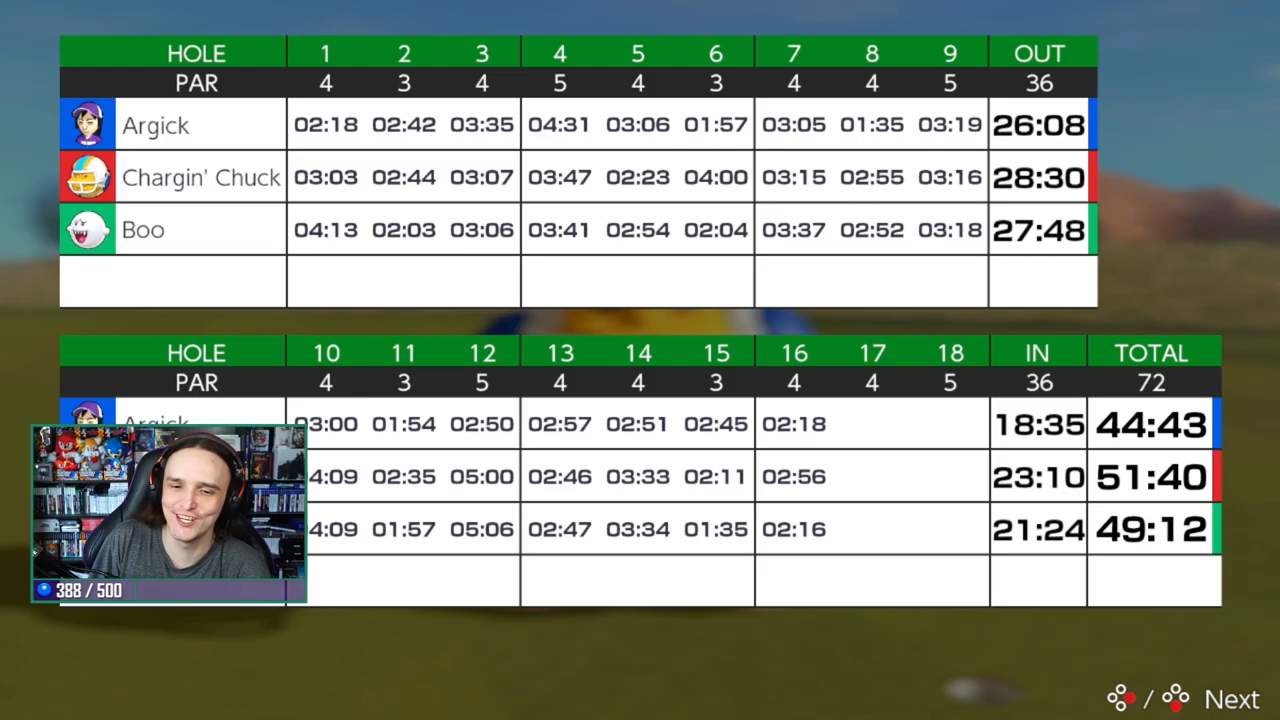 HOLE 1 2 3 4 5 6 7 8 9 OUT
PAR 4 3 4 5 4 3 4 4 5 36
Argick 02:18 02:42 03:35 04:31 03:06 01:57 03:05 01:35 03:19 26:08
Chargin' Chuck 03:03 02:44 03:07 03:47 02:23 04:00 03:15 02:55 03:16 28:30
Boo 04:13 02:03 03:06 03:41 02:54 02:04 03:37 02:52 03:18 27:48
HOLE 10 11 12 13 14 15 16 17 18 IN TOTAL
PAR 4 3 5 4 4 3 4 4 5 36 72
Argick 03:00 01:54 02:50 02:57 02:51 02:45 02:18 18:35 44:43
4:09 02:35 05:00 02:46 03:33 02:11 02:56 23:10 51:40
4:09 01:57 05:06 02:47 03:34 01:35 02:16 21:24 49:12
388 / 500
/ Next